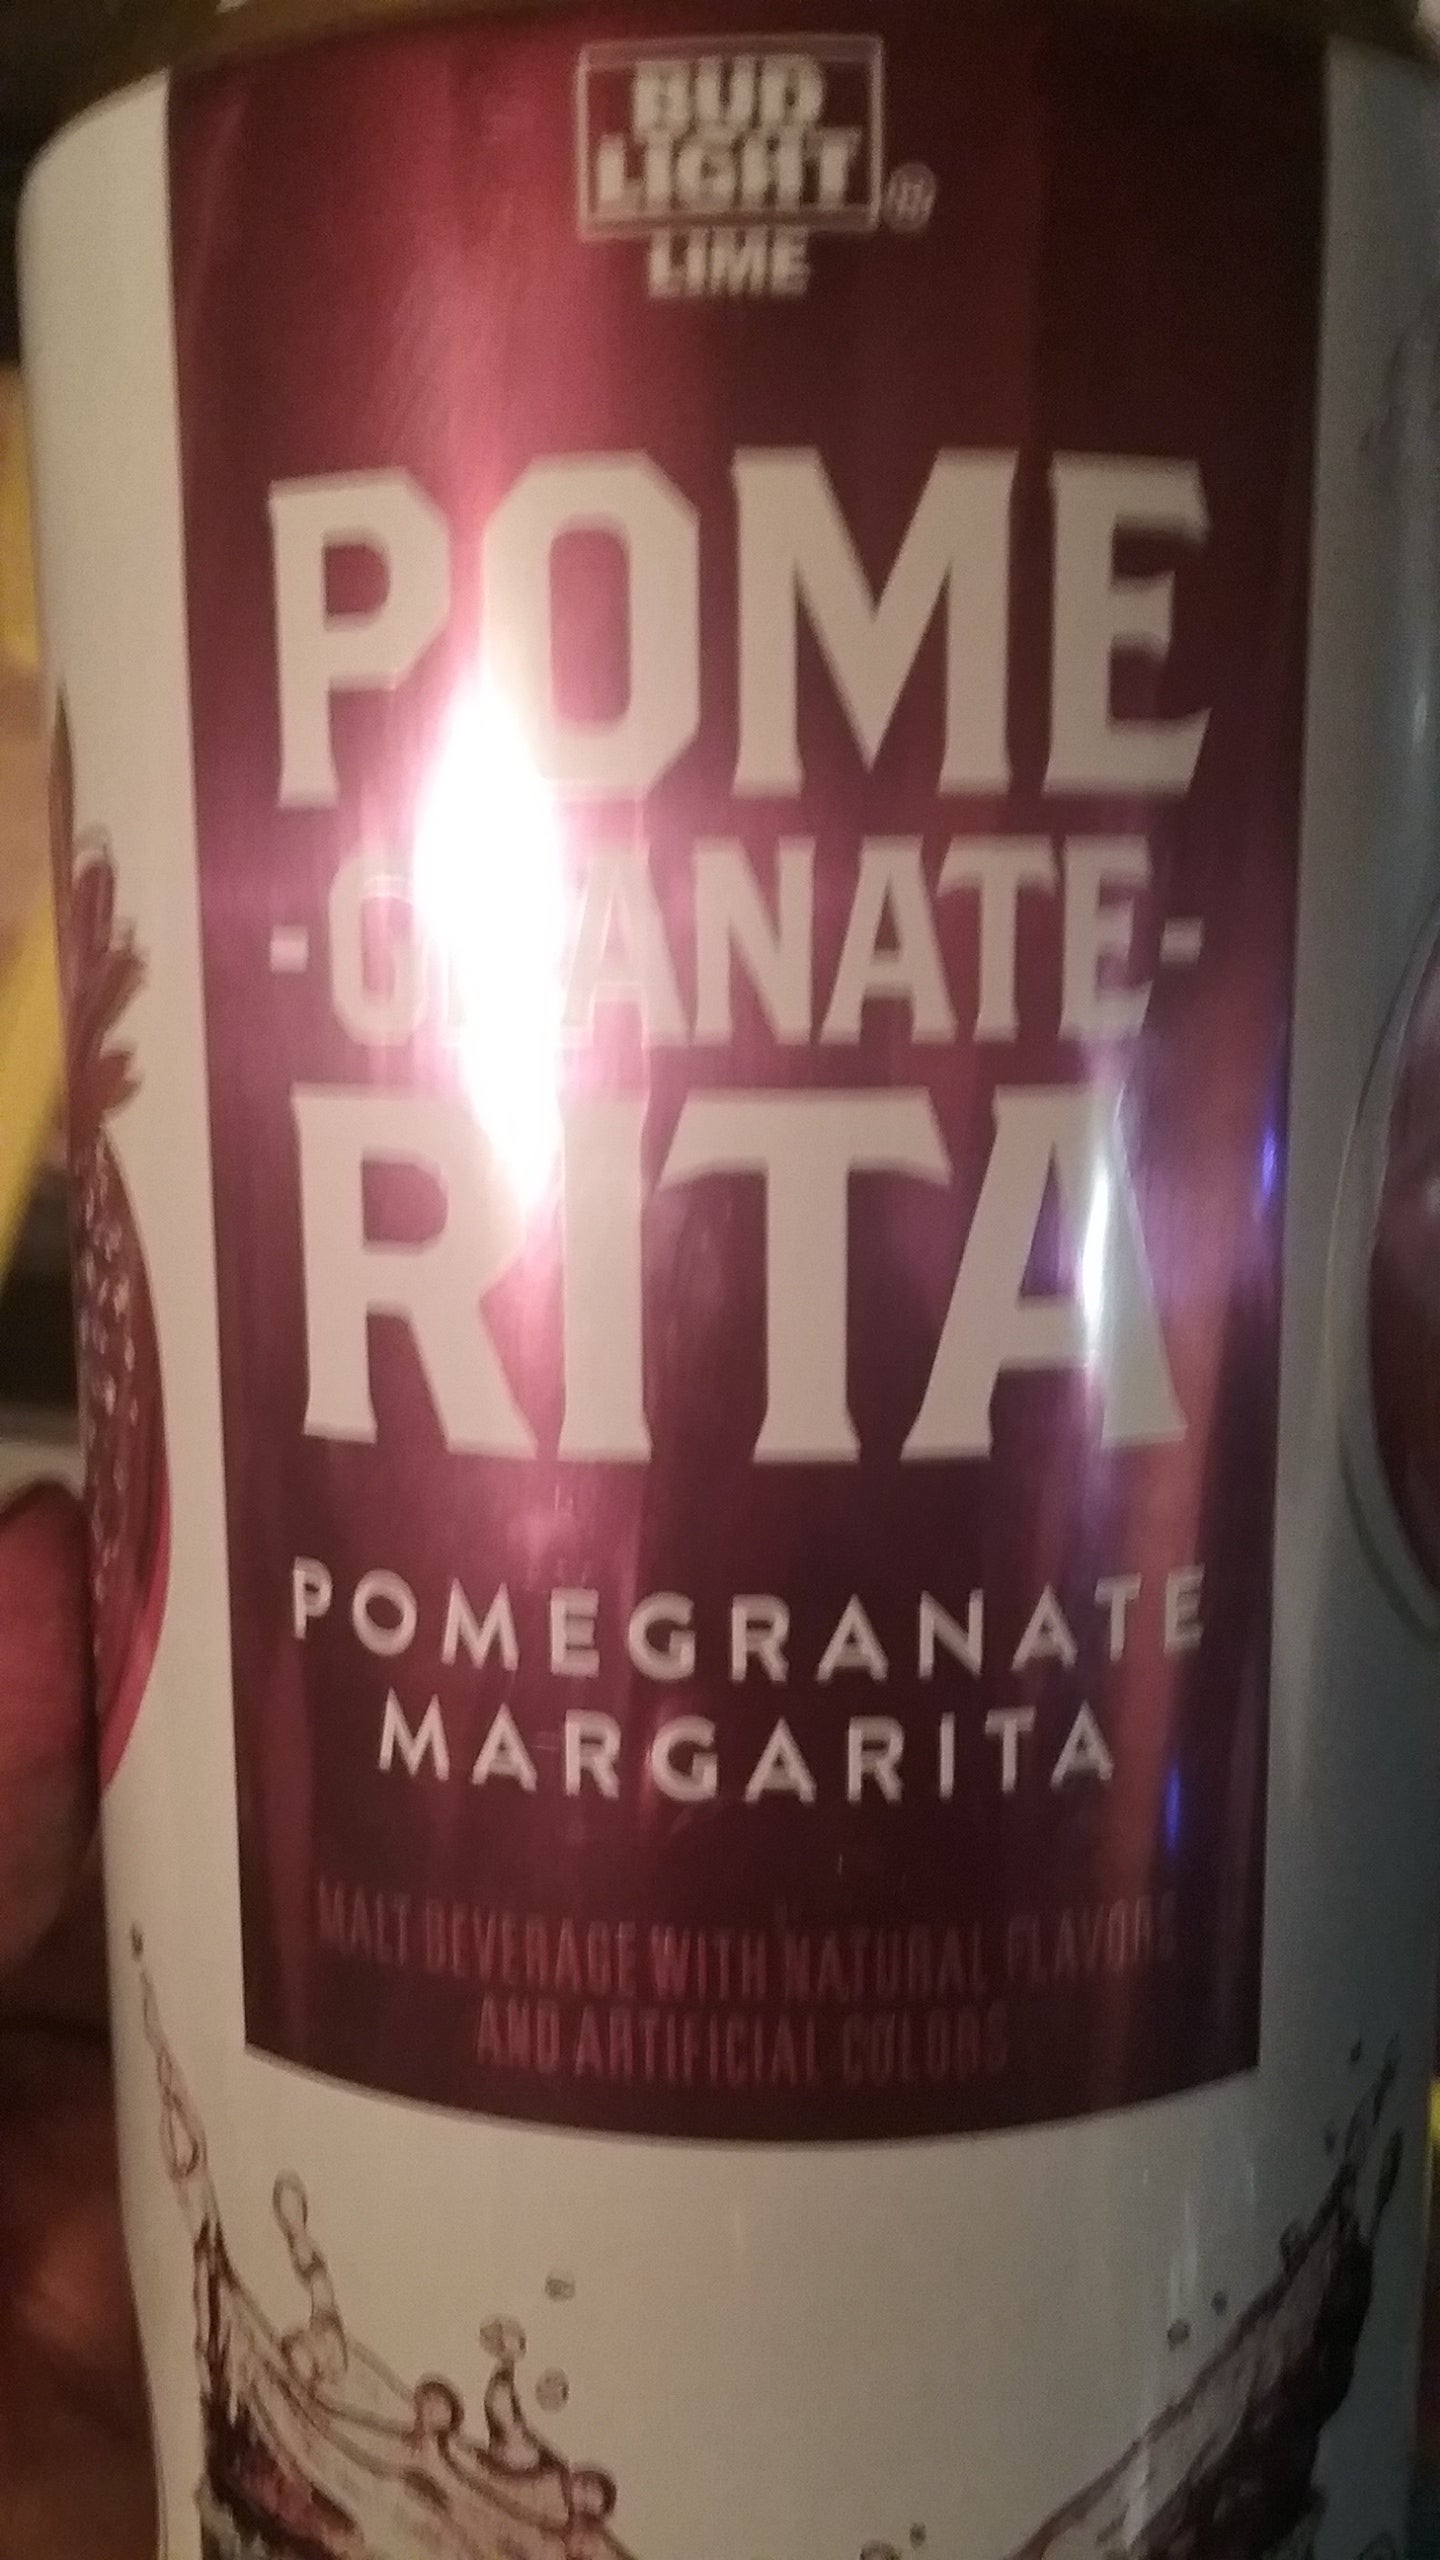 BUD
LIGHT®
LIME
POME
-GRANATE-
RITA
POMEGRANATE
MARGARITA
MALT BEVERAGE WITH NATURAL FLAVORS
AND ARTIFICIAL COLORS